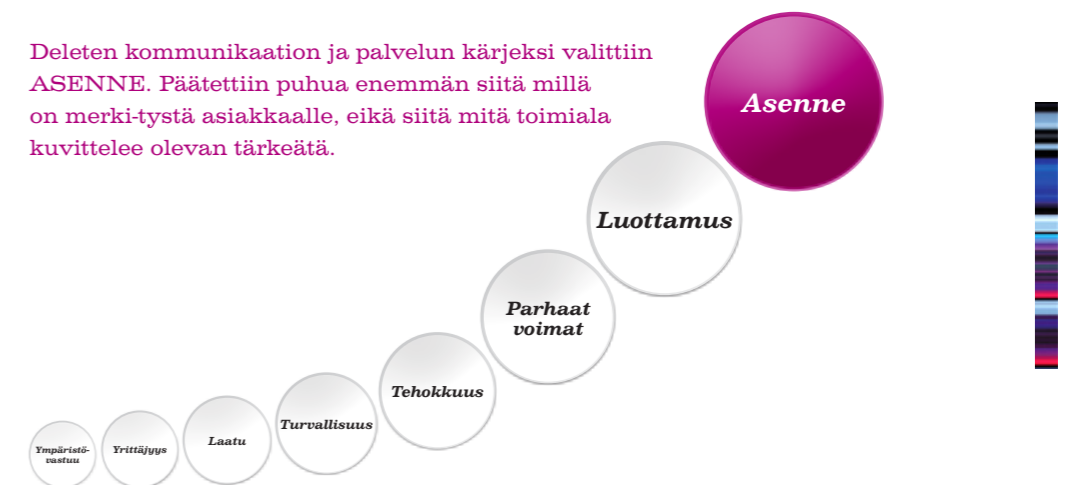 Deleten kommunikaation ja palvelun kärjeksi valittiin
ASENNE. Päätettiin puhua enemmän siitä millä
on merki-tystä asiakkaalle, eikä siitä mitä toimiala
kuvittelee olevan tärkeätä.
Asenne
Luottamus
Parhaat
voimat
Tehokkuus
Turvallisuus
Laatu
Yrittäjyys
Ympäristö-
vastuu